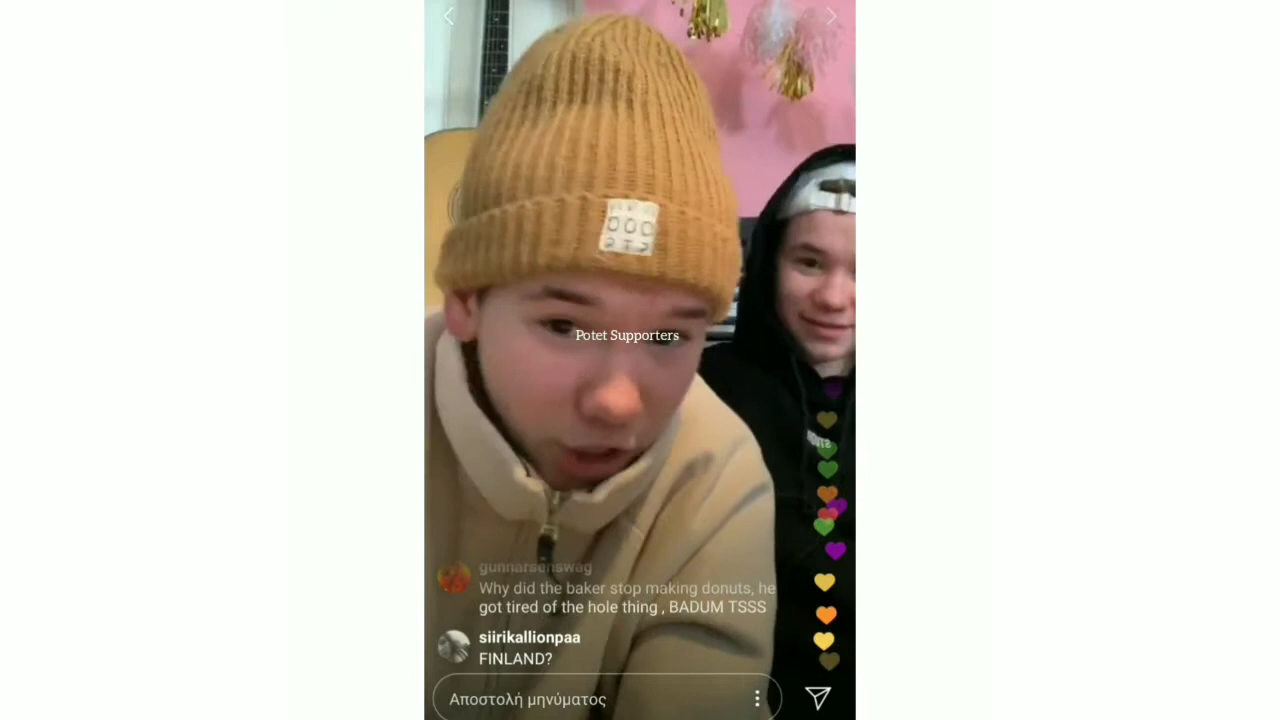 Potet Supporters
gunnarsenswag
Why did the baker stop making donuts, he
got tired of the hole thing , BADUM TSSS
siirikallionpaa
FINLAND?
Αποστολή μηνύματος